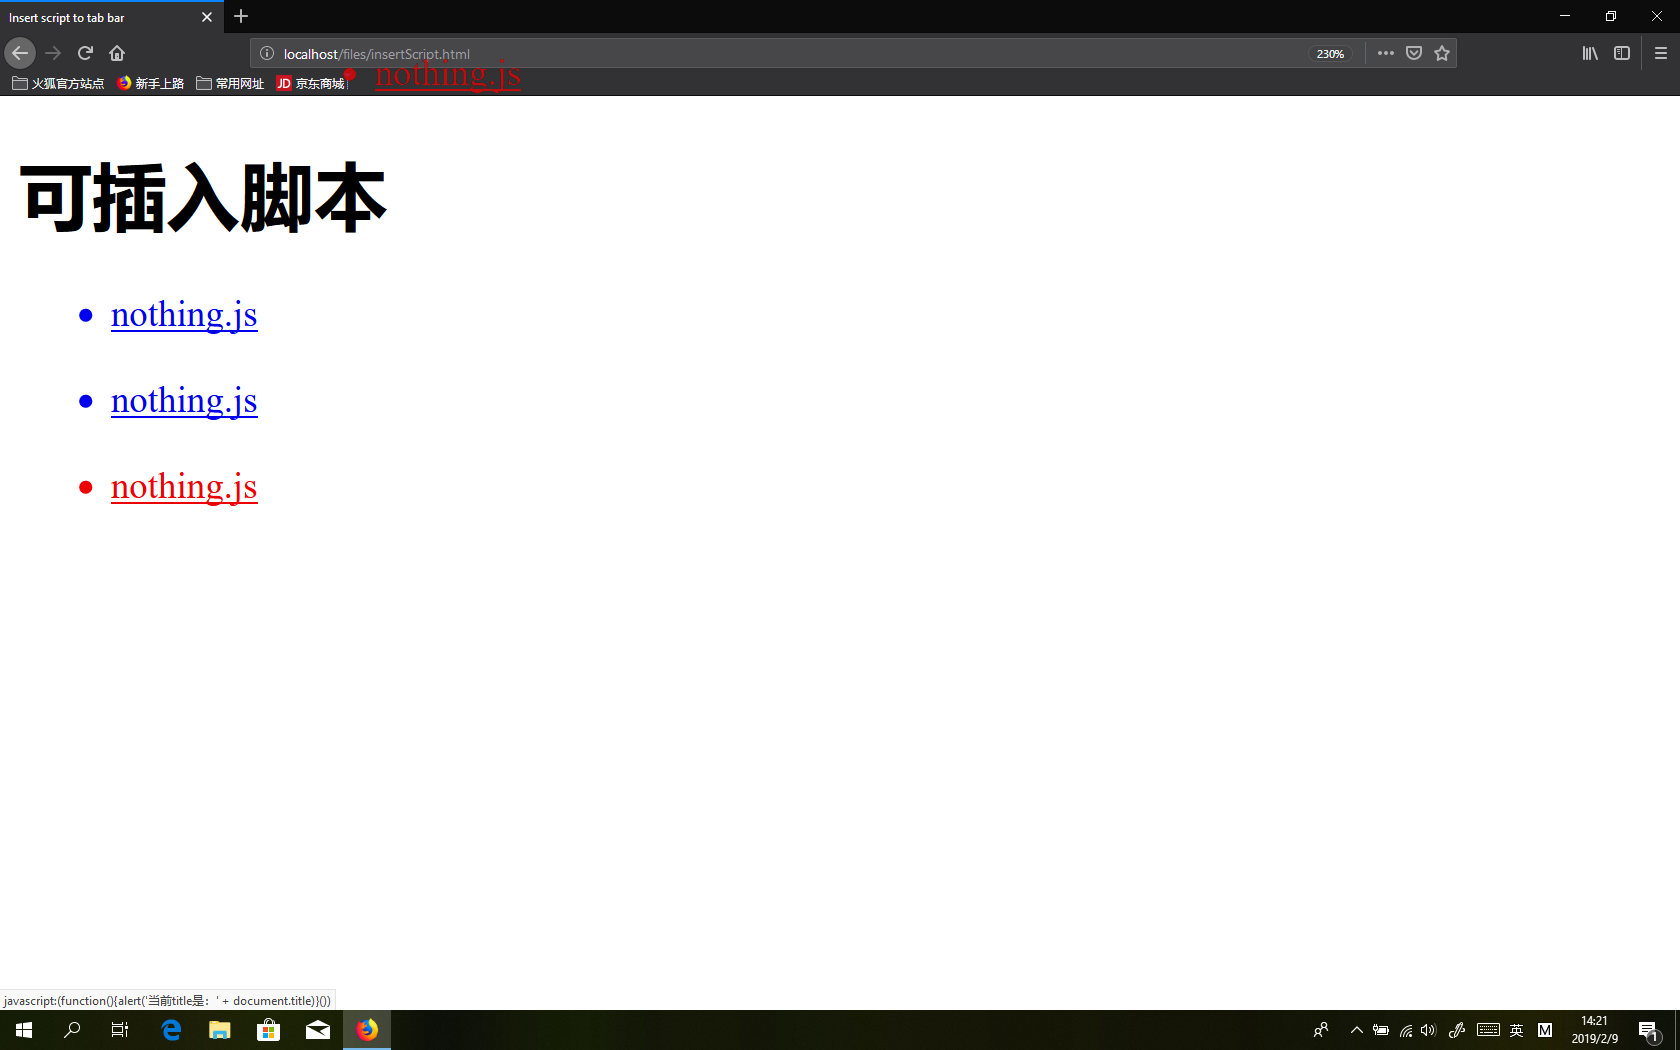 Insert script to tab bar
localhost/files/insertScript.html
230%
火狐官方站点
新手上路
常用网址
JD 京东商城
nothing.js
可插入脚本
nothing.js
nothing.js
nothing.js
javascript:(function(){alert('当前title是：' + document.title)}())
英
M
14:21
2019/2/9
1